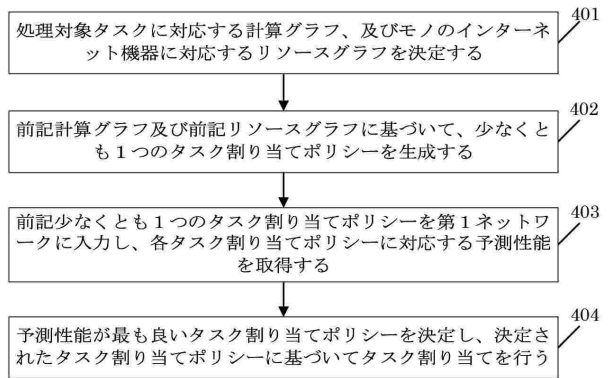 401
処理対象タスクに対応する計算グラフ、及びモノのインターネ
ット機器に対応するリソースグラフを決定する
402
前記計算グラフ及び前記リソースグラフに基づいて、少なくと
も１つのタスク割り当てポリシーを生成する
403
前記少なくとも１つのタスク割り当てポリシーを第１ネットワ
ークに入力し、各タスク割り当てポリシーに対応する予測性能
を取得する
404
予測性能が最も良いタスク割り当てポリシーを決定し、決定さ
れたタスク割り当てポリシーに基づいてタスク割り当てを行う